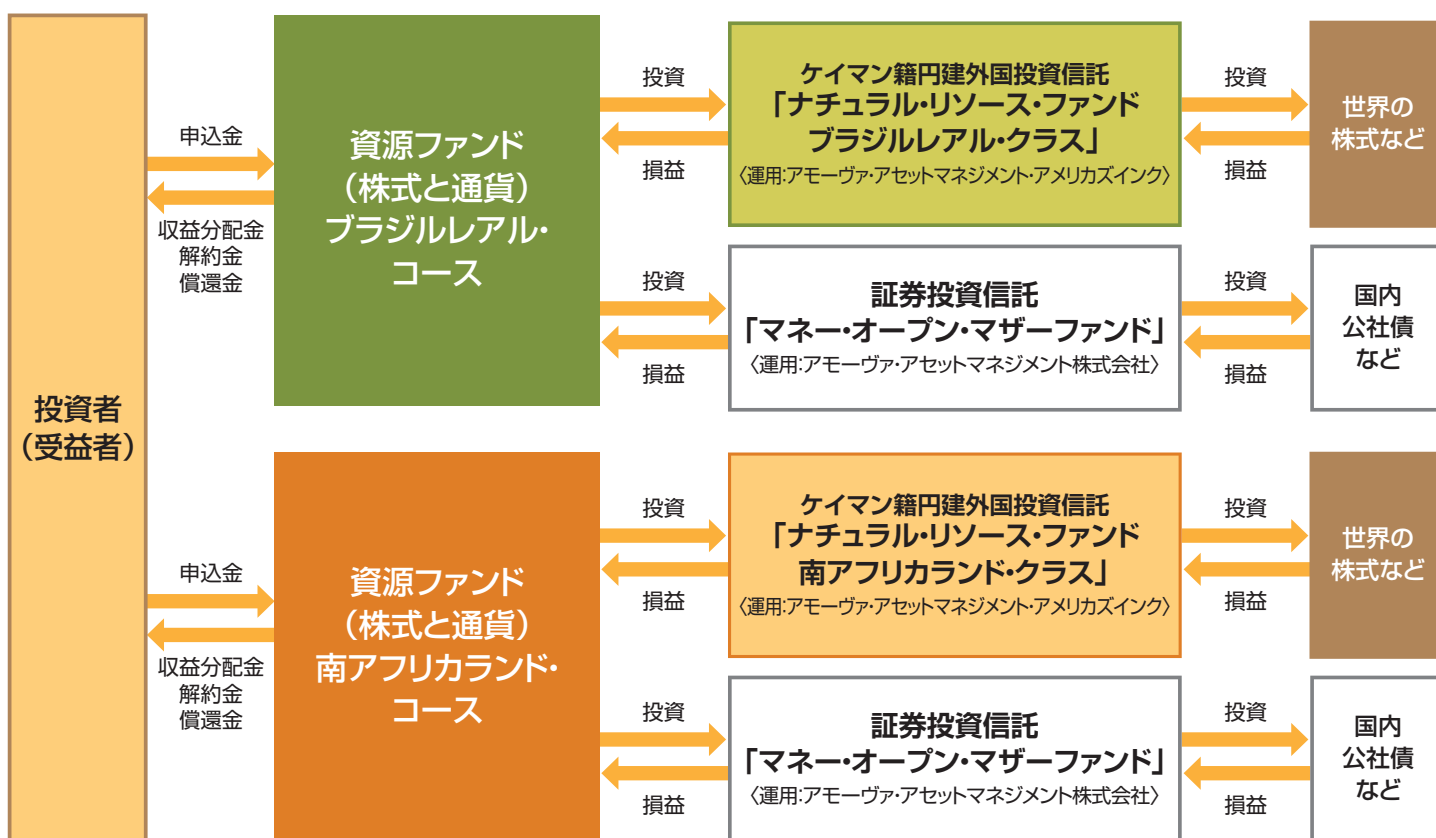 投資者
（受益者）
申込金
収益分配金
解約金
償還金
資源ファンド
（株式と通貨）
ブラジルレアル・
コース
投資
損益
ケイマン籍円建外国投資信託
「ナチュラル・リソース・ファンド
ブラジルレアル・クラス」
〈運用:アモーヴァ・アセットマネジメント・アメリカズインク〉
投資
損益
世界の
株式など
投資
損益
証券投資信託
「マネー・オープン・マザーファンド」
〈運用:アモーヴァ・アセットマネジメント株式会社〉
投資
損益
国内
公社債
など
申込金
収益分配金
解約金
償還金
資源ファンド
（株式と通貨）
南アフリカランド・
コース
投資
損益
ケイマン籍円建外国投資信託
「ナチュラル・リソース・ファンド
南アフリカランド・クラス」
〈運用:アモーヴァ・アセットマネジメント・アメリカズインク〉
投資
損益
世界の
株式など
投資
損益
証券投資信託
「マネー・オープン・マザーファンド」
〈運用:アモーヴァ・アセットマネジメント株式会社〉
投資
損益
国内
公社債
など